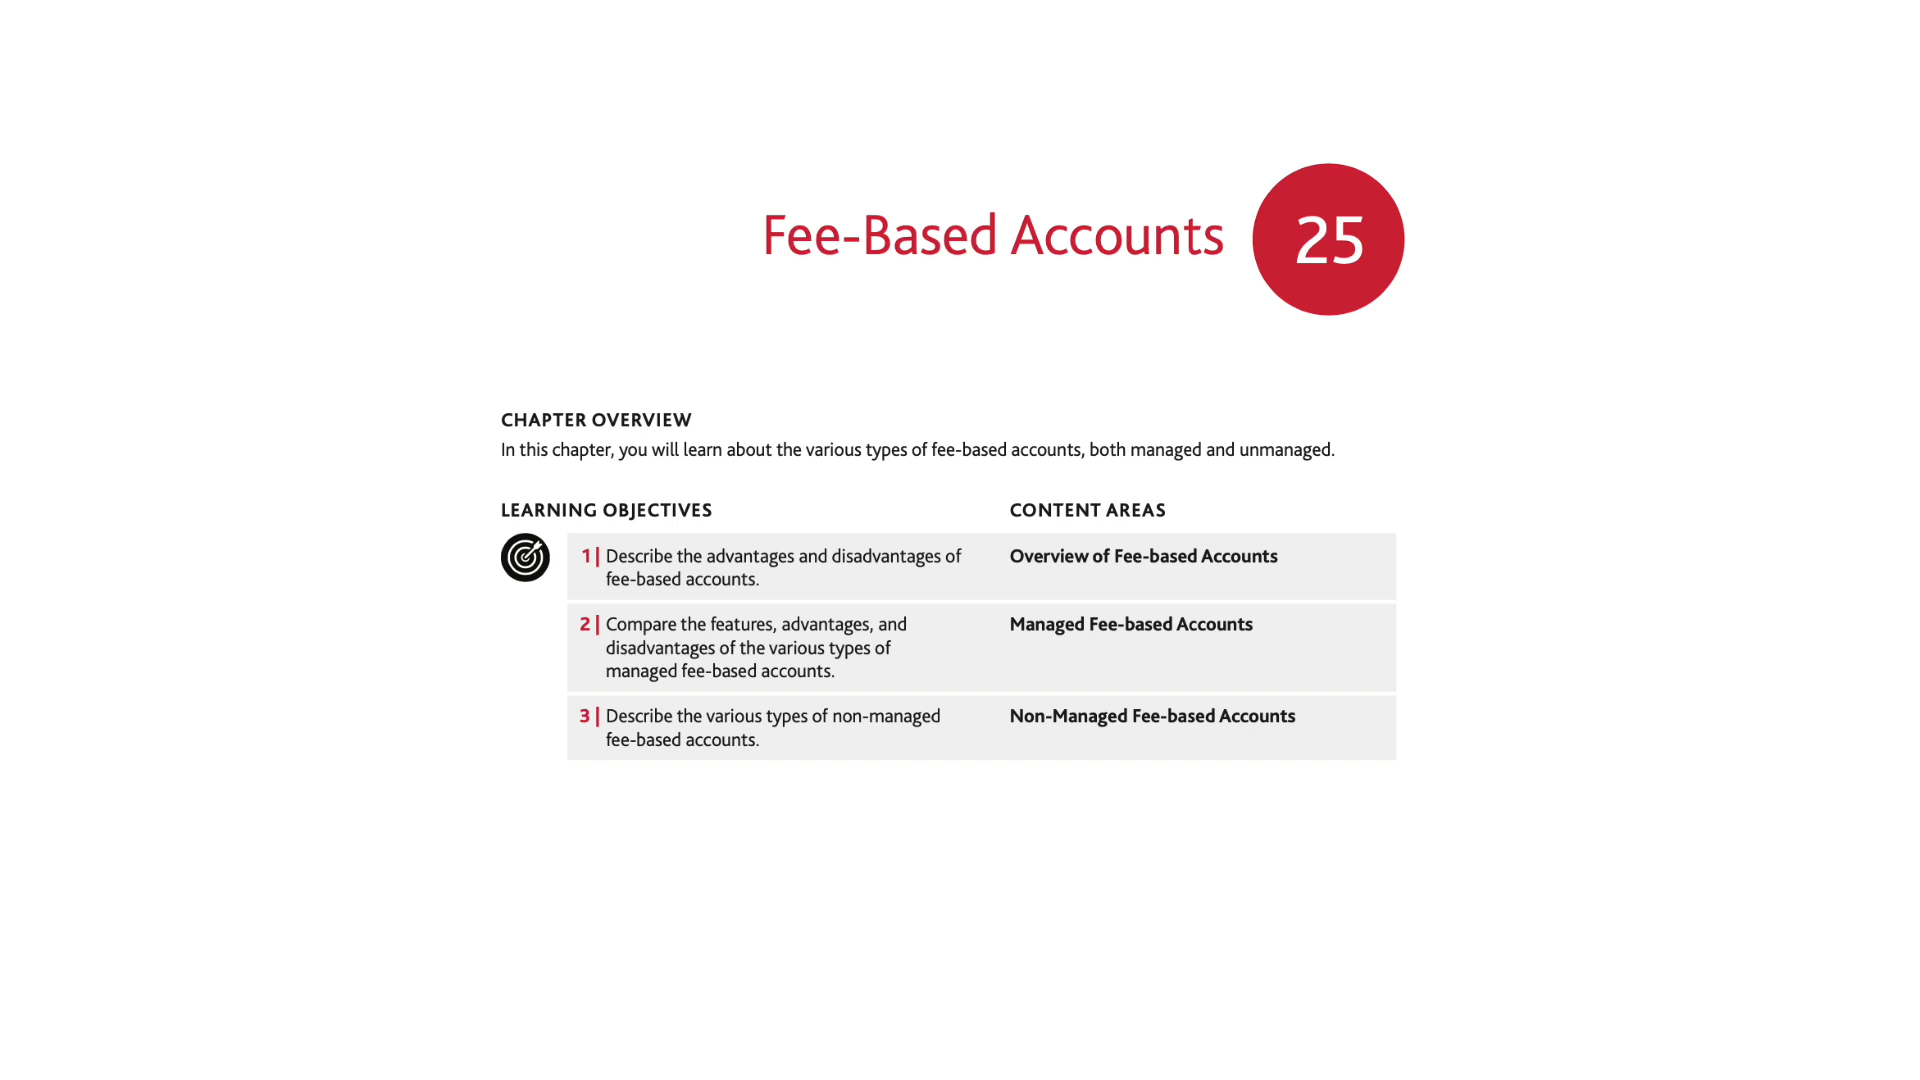 Fee-Based Accounts 25
CHAPTER OVERVIEW
In this chapter, you will learn about the various types of fee-based accounts, both managed and unmanaged.
LEARNING OBJECTIVES CONTENT AREAS
1 | Describe the advantages and disadvantages of Overview of Fee-based Accounts
fee-based accounts.
2 | Compare the features, advantages, and Managed Fee-based Accounts
disadvantages of the various types of
managed fee-based accounts.
3 | Describe the various types of non-managed Non-Managed Fee-based Accounts
fee-based accounts.